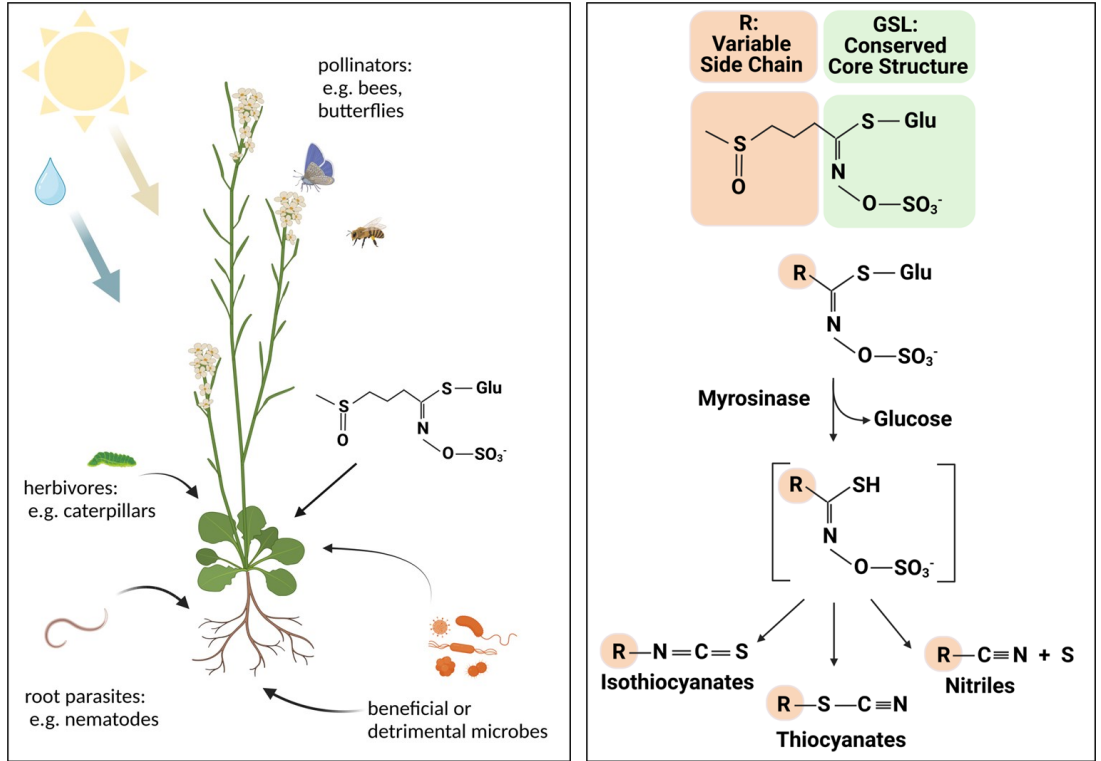 pollinators:
e.g. bees,
butterflies
S—Glu
S
O
N
O—SO₃⁻
herbivores:
e.g. caterpillars
root parasites:
e.g. nematodes
beneficial or
detrimental microbes
R:
Variable
Side Chain
GSL:
Conserved
Core Structure
S—Glu
S
O
N
O—SO₃⁻
R
S—Glu
N
O—SO₃⁻
Myrosinase
Glucose
R
SH
N
O—SO₃⁻
R—N=C=S
Isothiocyanates
R—S—C≡N
Thiocyanates
R—C≡N + S
Nitriles